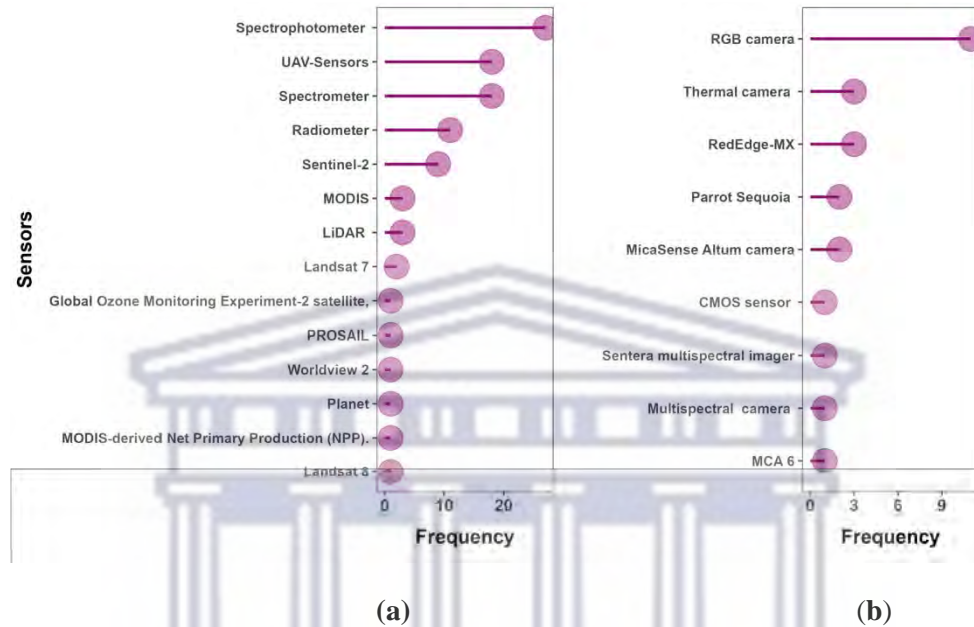 Sensors
Spectrophotometer
UAV-Sensors
Spectrometer
Radiometer
Sentinel-2
MODIS
LiDAR
Landsat 7
Global Ozone Monitoring Experiment-2 satellite,
PROSAIL
Worldview 2
Planet
MODIS-derived Net Primary Production (NPP).
Landsat 8
0 10 20
Frequency
(a)
RGB camera
Thermal camera
RedEdge-MX
Parrot Sequoia
MicaSense Altum camera
CMOS sensor
Sentera multispectral imager
Multispectral camera
MCA 6
0 3 6 9
Frequency
(b)